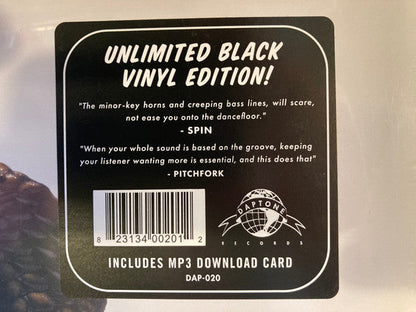 UNLIMITED BLACK
VINYL EDITION!
"The minor-key horns and creeping bass lines, will scare,
not ease you onto the dancefloor."
- SPIN
"When your whole sound is based on the groove, keeping
your listener wanting more is essential, and this does that"
- PITCHFORK
8 23134 00201 2
DAPTONE
RECORDS
INCLUDES MP3 DOWNLOAD CARD
DAP-020